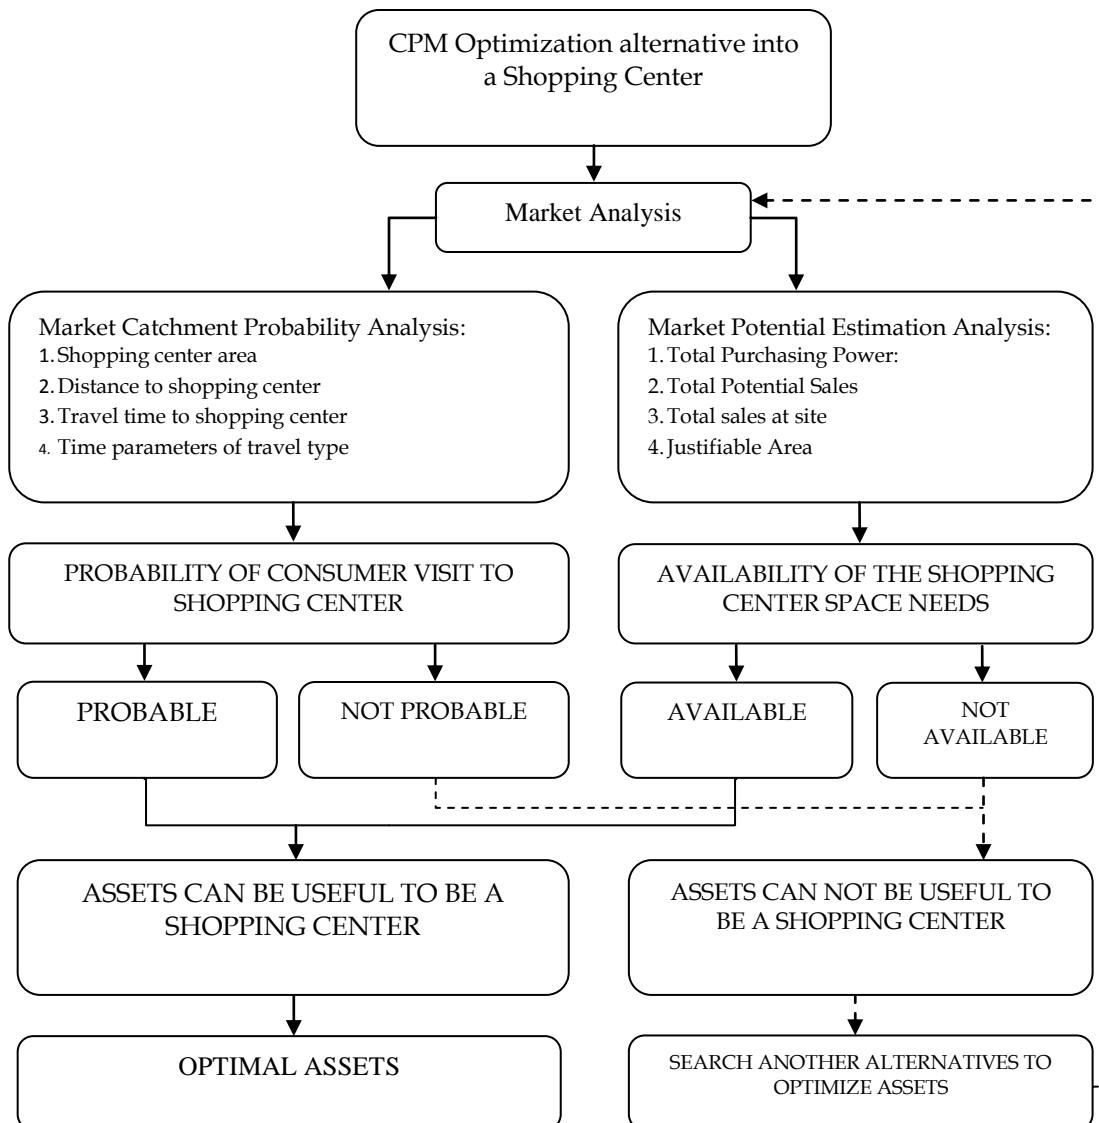 CPM Optimization alternative into
a Shopping Center
Market Analysis
Market Catchment Probability Analysis:
1. Shopping center area
2. Distance to shopping center
3. Travel time to shopping center
4. Time parameters of travel type
Market Potential Estimation Analysis:
1. Total Purchasing Power:
2. Total Potential Sales
3. Total sales at site
4. Justifiable Area
PROBABILITY OF CONSUMER VISIT TO
SHOPPING CENTER
AVAILABILITY OF THE SHOPPING
CENTER SPACE NEEDS
PROBABLE
NOT PROBABLE
AVAILABLE
NOT
AVAILABLE
ASSETS CAN BE USEFUL TO BE A
SHOPPING CENTER
ASSETS CAN NOT BE USEFUL TO
BE A SHOPPING CENTER
OPTIMAL ASSETS
SEARCH ANOTHER ALTERNATIVES TO
OPTIMIZE ASSETS